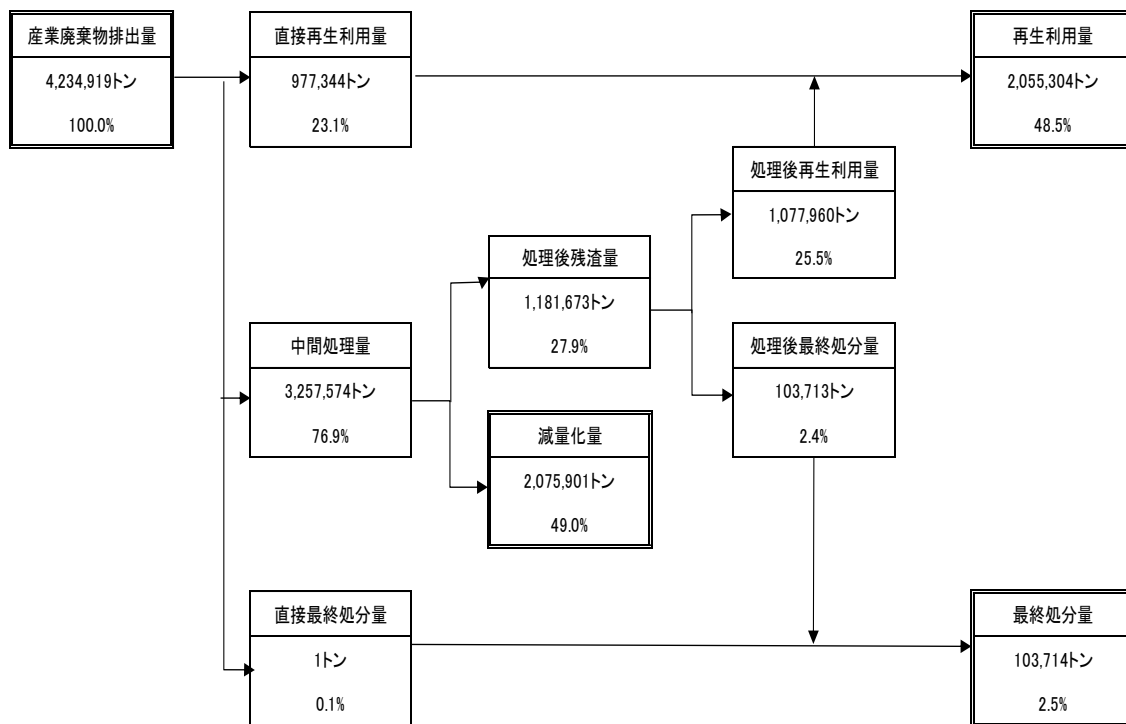 産業廃棄物排出量
4,234,919トン
100.0%
直接再生利用量
977,344トン
23.1%
再生利用量
2,055,304トン
48.5%
処理後再生利用量
1,077,960トン
25.5%
処理後残渣量
1,181,673トン
27.9%
中間処理量
3,257,574トン
76.9%
処理後最終処分量
103,713トン
2.4%
減量化量
2,075,901トン
49.0%
直接最終処分量
1トン
0.1%
最終処分量
103,714トン
2.5%